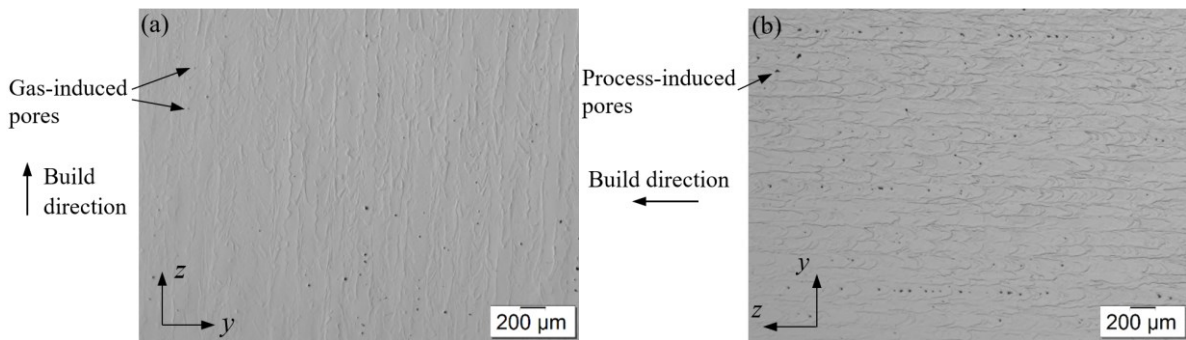 (a)
Gas-induced
pores
Build
direction
z
y
200 μm
(b)
Process-induced
pores
Build direction
y
z
200 μm